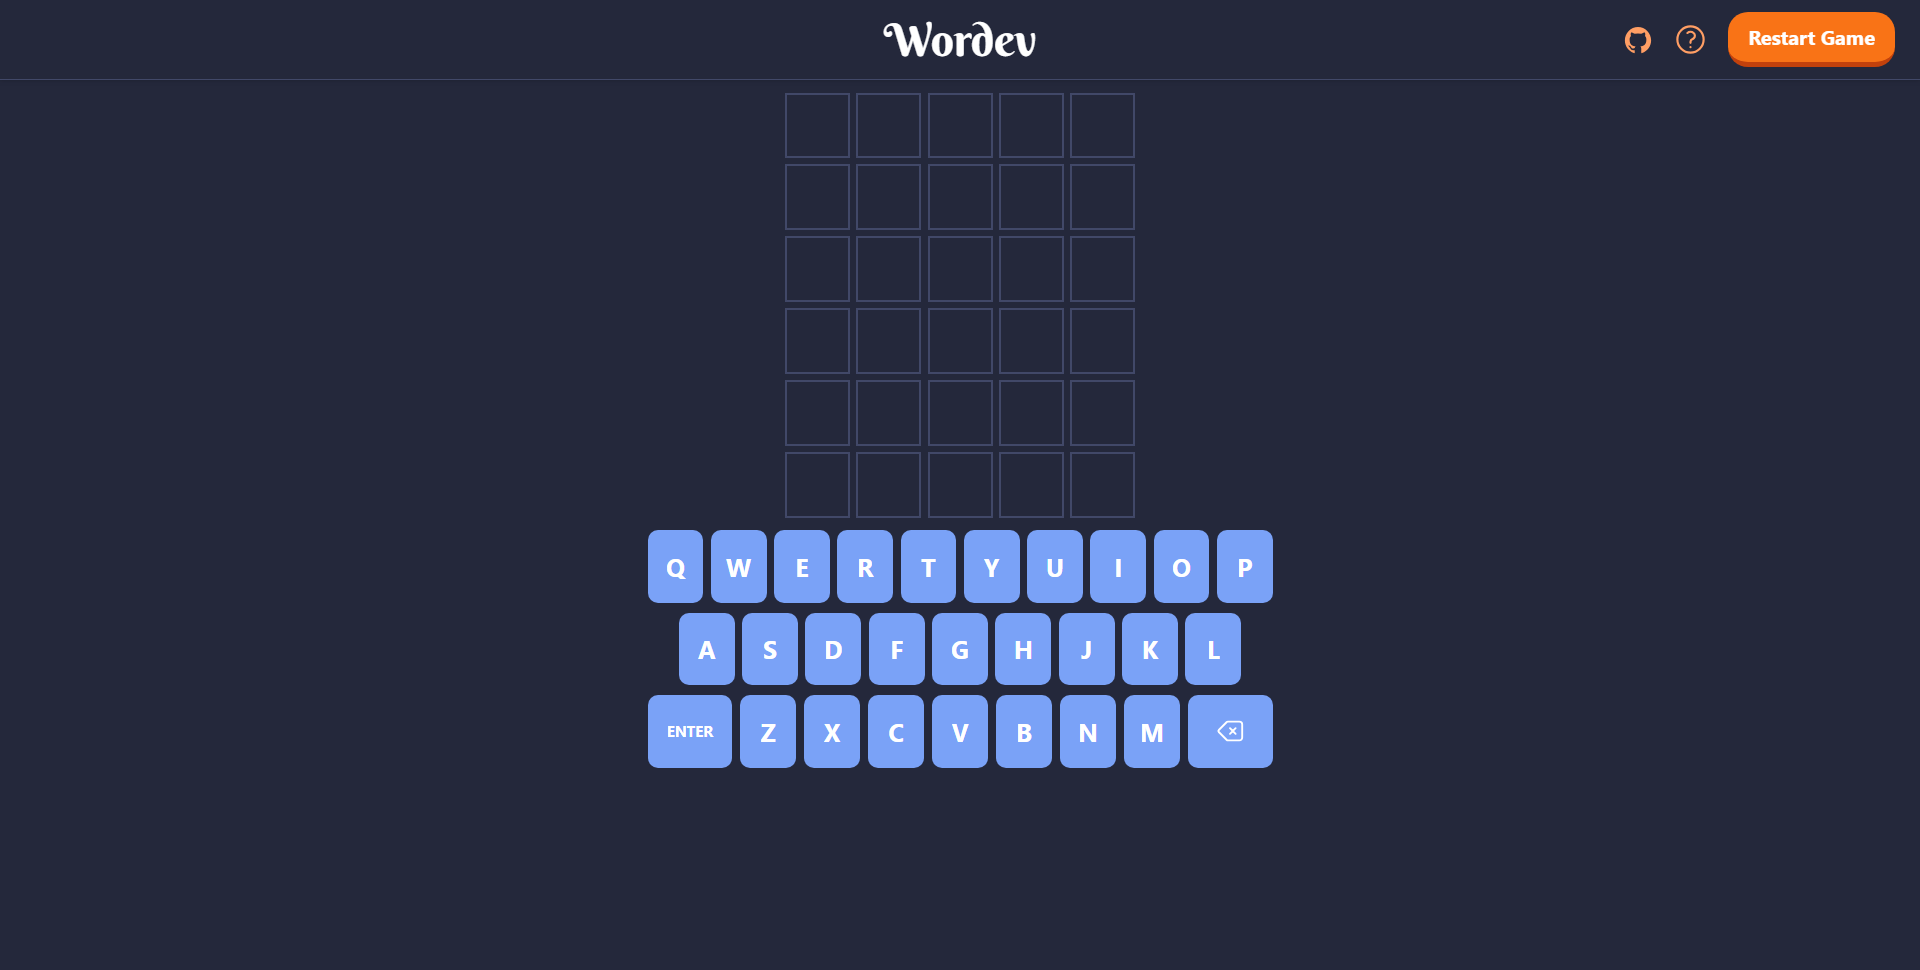 Wordev
Restart Game
Q W E R T Y U I O P
A S D F G H J K L
ENTER Z X C V B N M